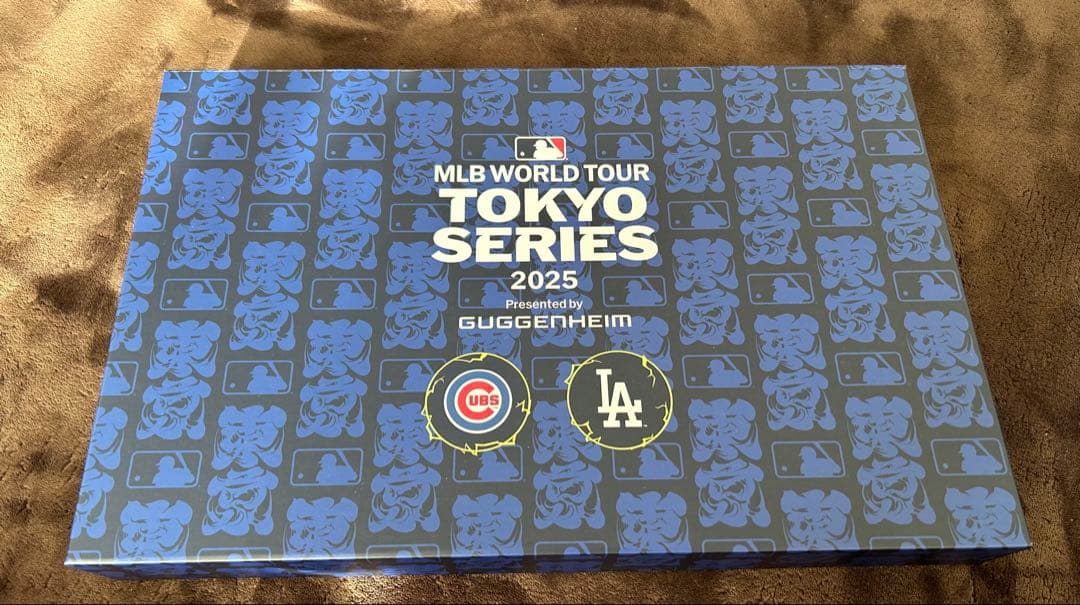 MLB WORLD TOUR
TOKYO
SERIES
2025
Presented by
GUGGENHEIM
CUBS
LA